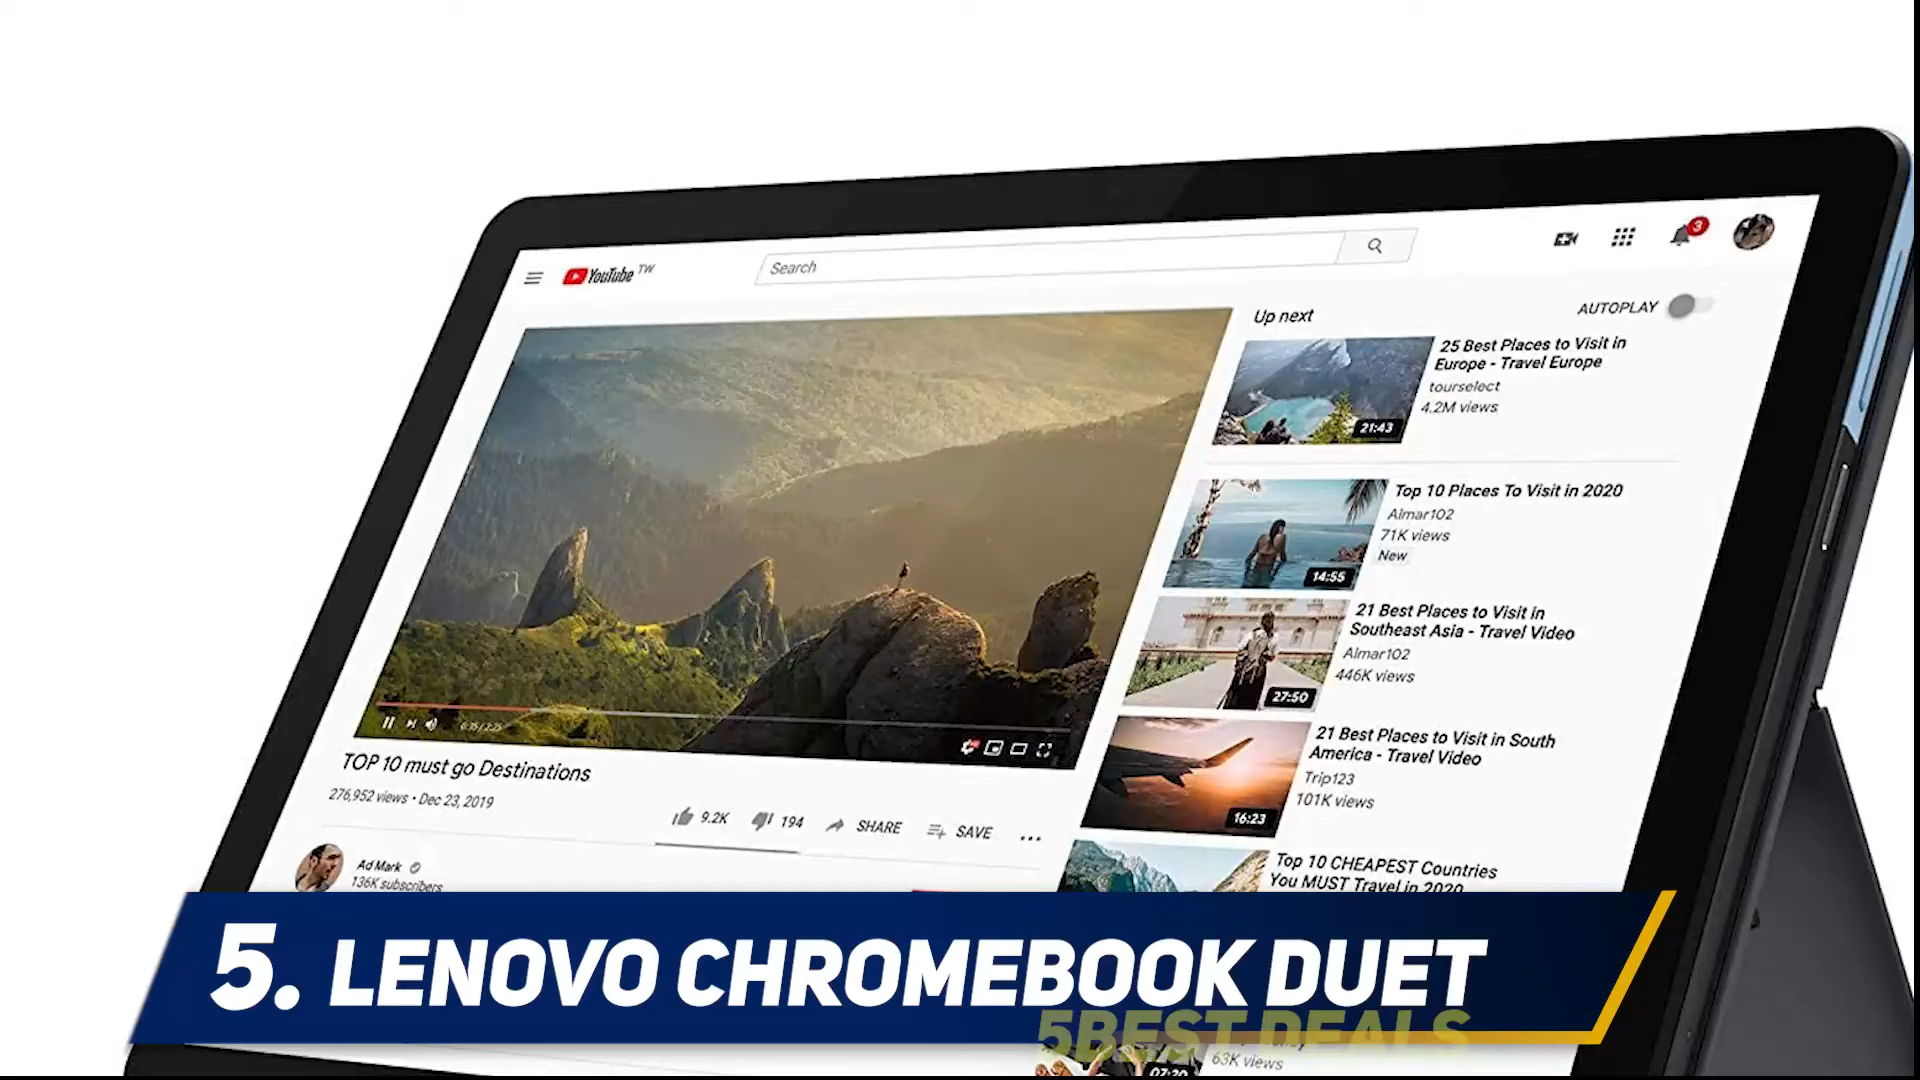 YouTube TW
Search
3
Up next
AUTOPLAY
25 Best Places to Visit in
Europe - Travel Europe
tourselect
4.2M views
21:43
Top 10 Places To Visit in 2020
Almar102
71K views
New
14:55
21 Best Places to Visit in
Southeast Asia - Travel Video
Almar102
446K views
27:50
21 Best Places to Visit in South
America - Travel Video
Trip123
101K views
16:23
Top 10 CHEAPEST Countries
You MUST Travel in 2020
TOP 10 must go Destinations
276,952 views • Dec 23, 2019
9.2K
194
SHARE
SAVE
Ad Mark
136K subscribers
5. LENOVO CHROMEBOOK DUET
5BEST DEALS
63K views
07:20